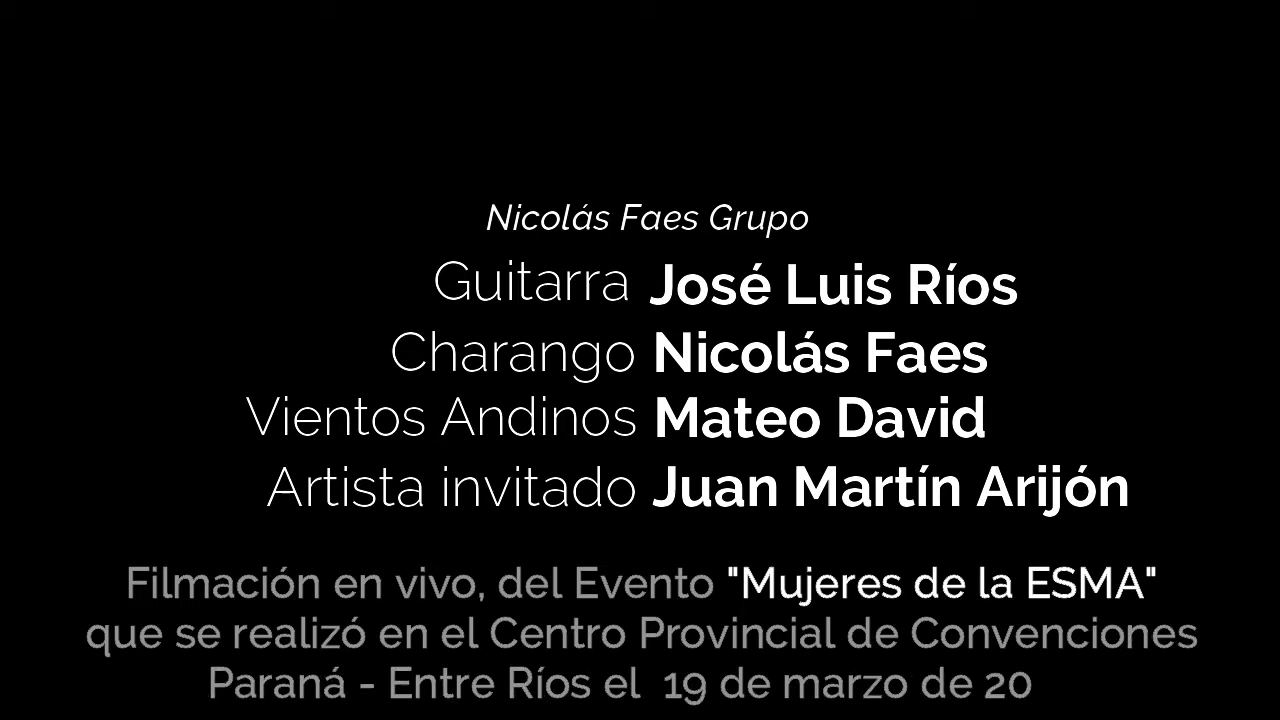 Nicolás Faes Grupo
Guitarra José Luis Ríos
Charango Nicolás Faes
Vientos Andinos Mateo David
Artista invitado Juan Martín Arijón
Filmación en vivo, del Evento "Mujeres de la ESMA"
que se realizó en el Centro Provincial de Convenciones
Paraná - Entre Ríos el 19 de marzo de 20